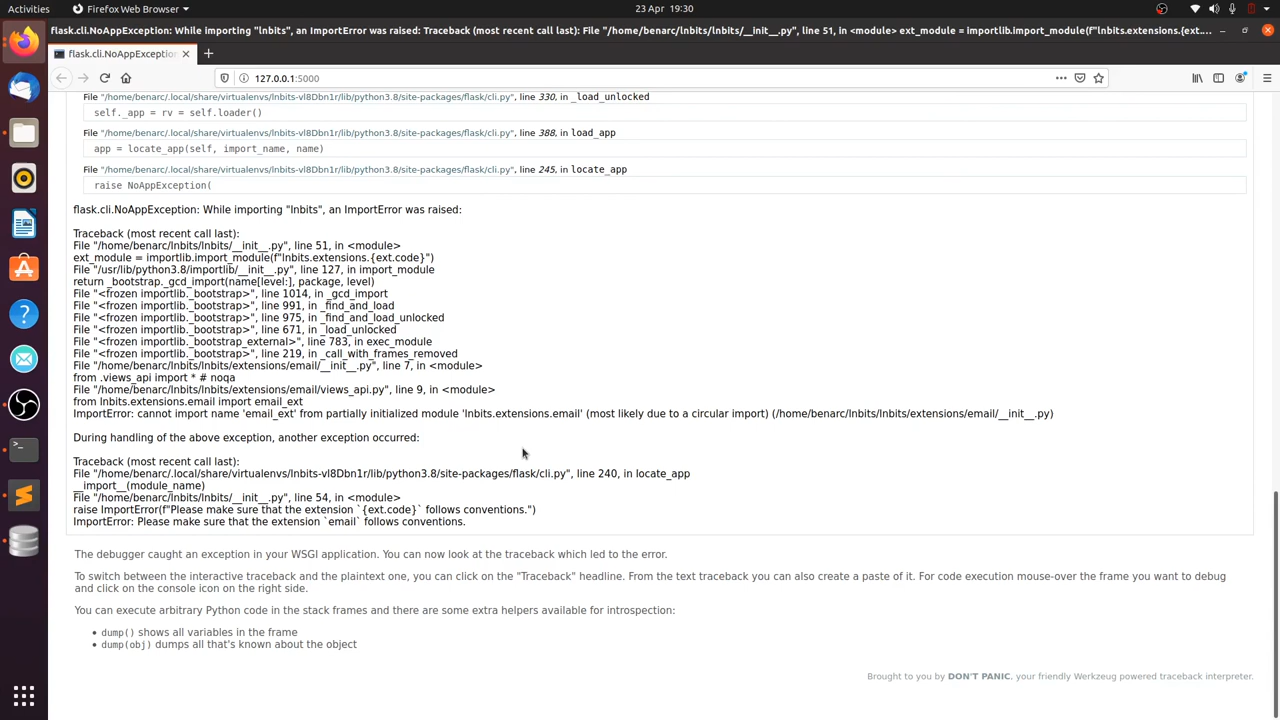 Activities
Firefox Web Browser
23 Apr 19:30
flask.cli.NoAppException: While importing "lnbits", an ImportError was raised: Traceback (most recent call last): File "/home/benarc/lnbits/lnbits/__init__.py", line 51, in <module> ext_module = importlib.import_module(f"lnbits.extensions.{ext....
flask.cli.NoAppException
127.0.0.1:5000
File "/home/benarc/.local/share/virtualenvs/lnbits-vl8Dbn1r/lib/python3.8/site-packages/flask/cli.py", line 330, in _load_unlocked
self._app = rv = self.loader()
File "/home/benarc/.local/share/virtualenvs/lnbits-vl8Dbn1r/lib/python3.8/site-packages/flask/cli.py", line 388, in load_app
app = locate_app(self, import_name, name)
File "/home/benarc/.local/share/virtualenvs/lnbits-vl8Dbn1r/lib/python3.8/site-packages/flask/cli.py", line 245, in locate_app
raise NoAppException(
flask.cli.NoAppException: While importing "lnbits", an ImportError was raised:
Traceback (most recent call last):
File "/home/benarc/lnbits/lnbits/__init__.py", line 51, in <module>
ext_module = importlib.import_module(f"lnbits.extensions.{ext.code}")
File "/usr/lib/python3.8/importlib/__init__.py", line 127, in import_module
return _bootstrap._gcd_import(name[level:], package, level)
File "<frozen importlib._bootstrap>", line 1014, in _gcd_import
File "<frozen importlib._bootstrap>", line 991, in _find_and_load
File "<frozen importlib._bootstrap>", line 975, in _find_and_load_unlocked
File "<frozen importlib._bootstrap>", line 671, in _load_unlocked
File "<frozen importlib._bootstrap_external>", line 783, in exec_module
File "<frozen importlib._bootstrap>", line 219, in _call_with_frames_removed
File "/home/benarc/lnbits/lnbits/extensions/email/__init__.py", line 7, in <module>
from .views_api import * # noqa
File "/home/benarc/lnbits/lnbits/extensions/email/views_api.py", line 9, in <module>
from lnbits.extensions.email import email_ext
ImportError: cannot import name 'email_ext' from partially initialized module 'lnbits.extensions.email' (most likely due to a circular import) (/home/benarc/lnbits/lnbits/extensions/email/__init__.py)
During handling of the above exception, another exception occurred:
Traceback (most recent call last):
File "/home/benarc/.local/share/virtualenvs/lnbits-vl8Dbn1r/lib/python3.8/site-packages/flask/cli.py", line 240, in locate_app
__import__(module_name)
File "/home/benarc/lnbits/lnbits/__init__.py", line 54, in <module>
raise ImportError(f"Please make sure that the extension `{ext.code}` follows conventions.")
ImportError: Please make sure that the extension `email` follows conventions.
The debugger caught an exception in your WSGI application. You can now look at the traceback which led to the error.
To switch between the interactive traceback and the plaintext one, you can click on the "Traceback" headline. From the text traceback you can also create a paste of it. For code execution mouse-over the frame you want to debug
and click on the console icon on the right side.
You can execute arbitrary Python code in the stack frames and there are some extra helpers available for introspection:
• dump() shows all variables in the frame
• dump(obj) dumps all that's known about the object
Brought to you by DON'T PANIC, your friendly Werkzeug powered traceback interpreter.